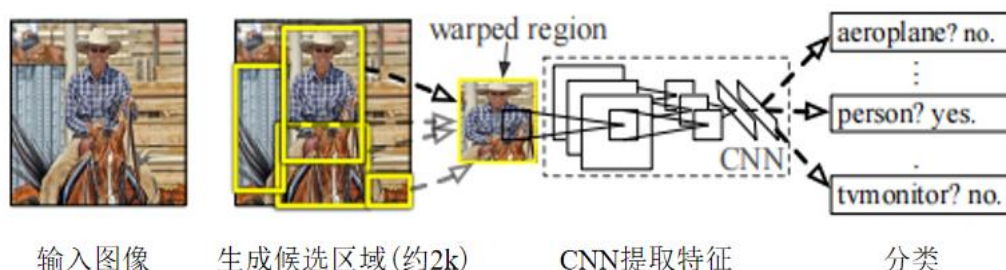 warped region
aeroplane? no.
⋮
person? yes.
CNN
.
tvmonitor? no.
输入图像
生成候选区域(约2k)
CNN提取特征
分类